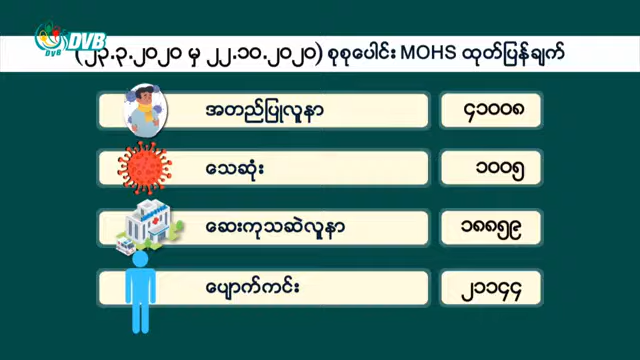 DVB
DVB
(၂၃.၃.၂၀၂၀ မှ ၂၂.၁၀.၂၀၂၀) စုစုပေါင်း MOHS ထုတ်ပြန်ချက်
အတည်ပြုလူနာ ၄၁၀၀၈
သေဆုံး ၁၀၀၅
ဆေးကုသဆဲလူနာ ၁၈၈၅၉
ပျောက်ကင်း ၂၁၁၄၄